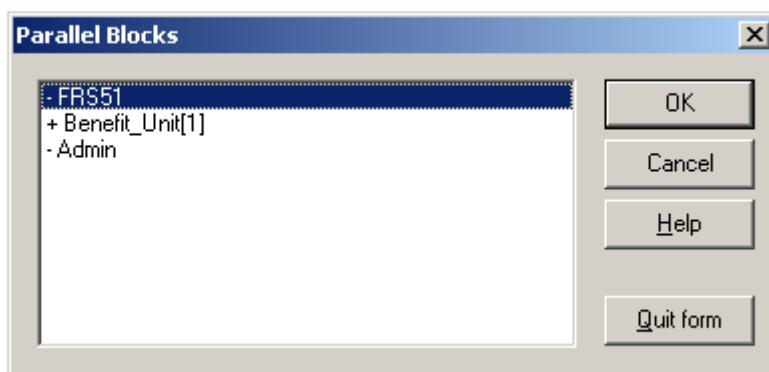 Parallel Blocks
- FRS51
+ Benefit_Unit[1]
- Admin
OK
Cancel
Help
Quit form